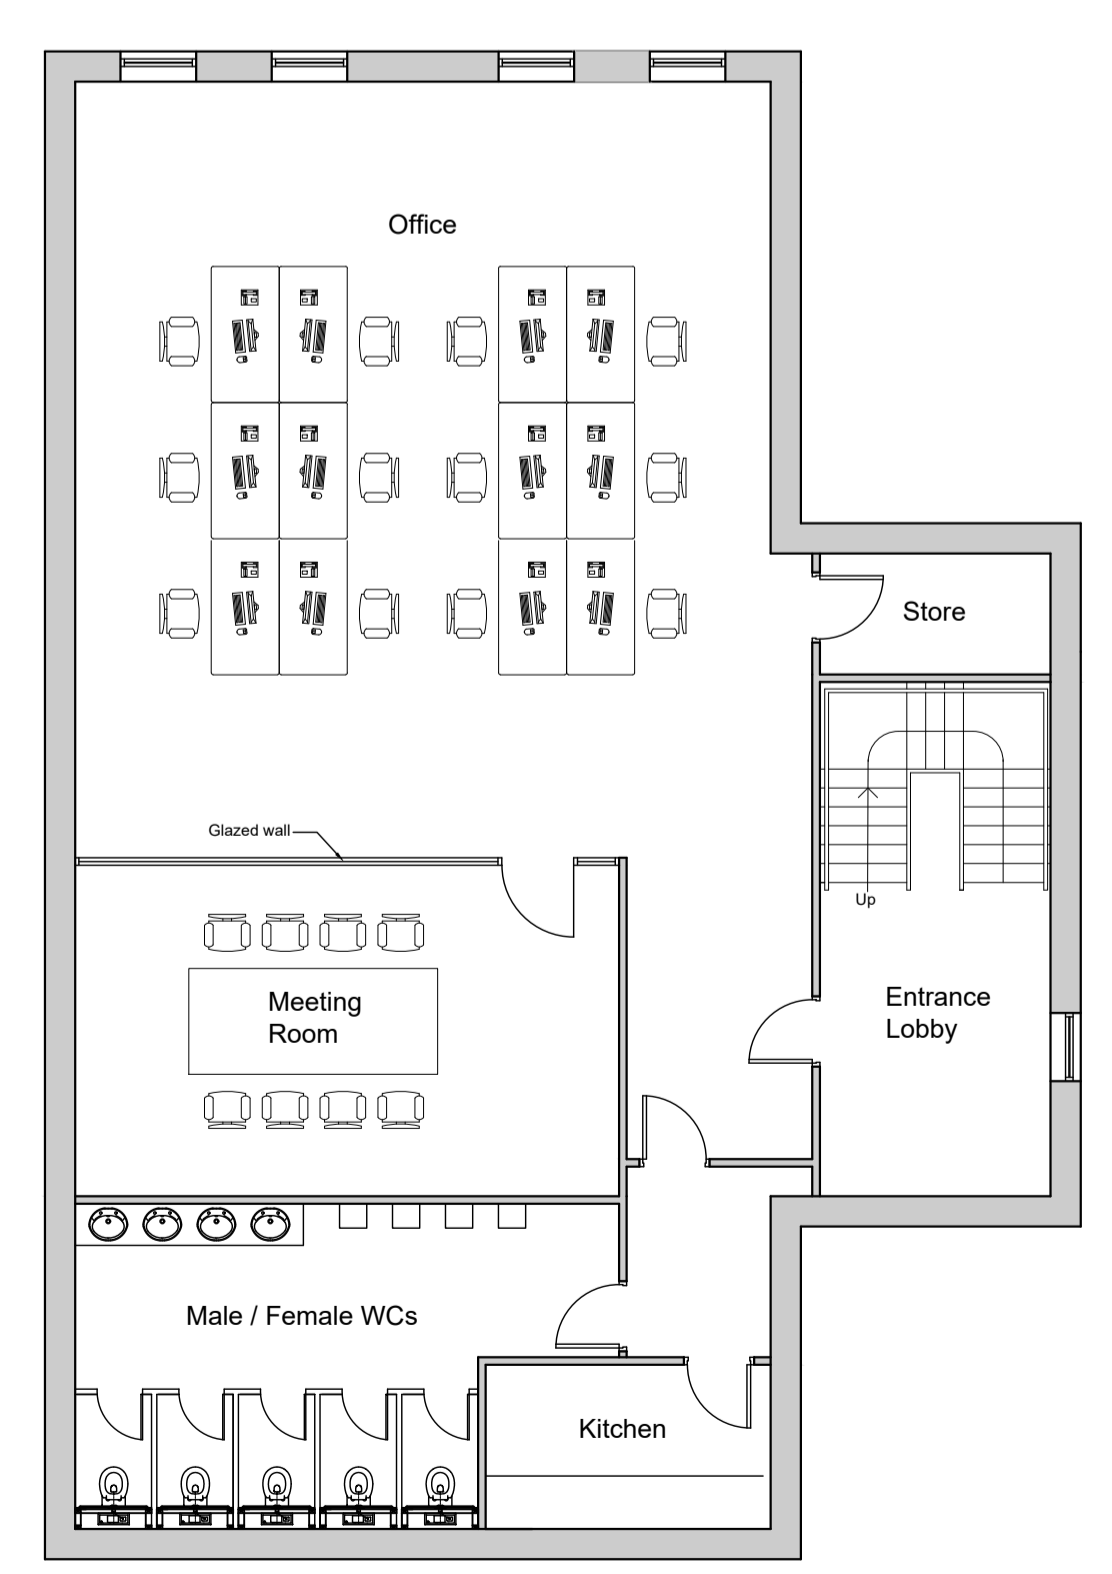 Office
Store
Glazed wall
Up
Meeting
Room
Entrance
Lobby
Male / Female WCs
Kitchen